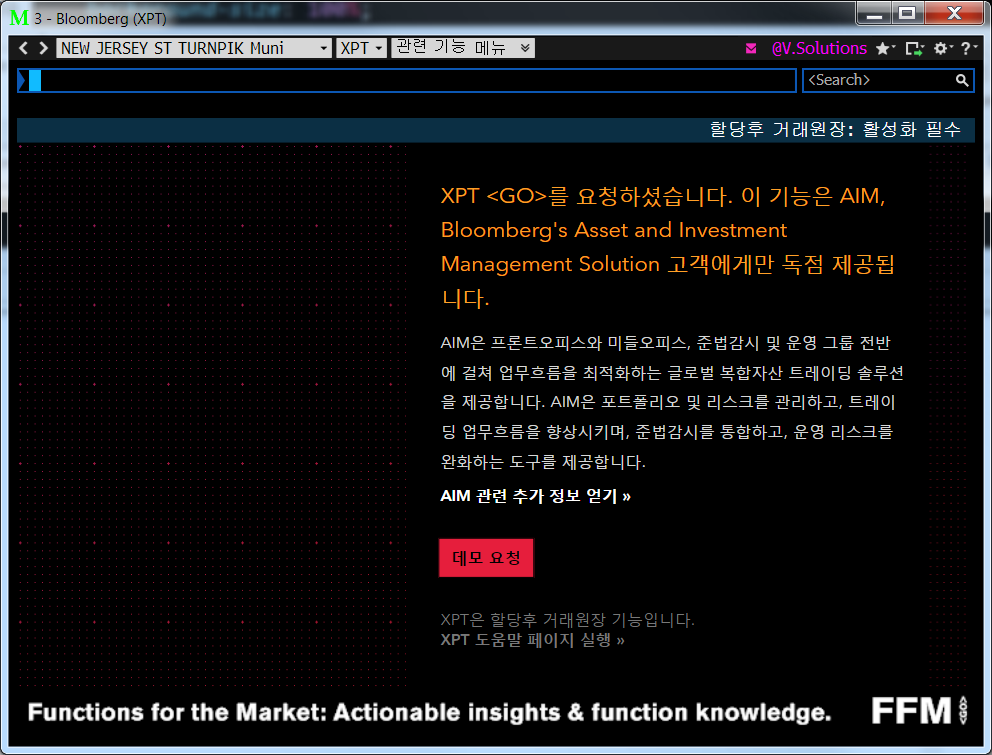 M 3 - Bloomberg (XPT)
NEW JERSEY ST TURNPIK Muni XPT 관련 기능 메뉴 @V.Solutions ?
<Search>
할당후 거래원장: 활성화 필수
XPT <GO>를 요청하셨습니다. 이 기능은 AIM,
Bloomberg's Asset and Investment
Management Solution 고객에게만 독점 제공됩
니다.
AIM은 프론트오피스와 미들오피스, 준법감시 및 운영 그룹 전반
에 걸쳐 업무흐름을 최적화하는 글로벌 복합자산 트레이딩 솔루션
을 제공합니다. AIM은 포트폴리오 및 리스크를 관리하고, 트레이
딩 업무흐름을 향상시키며, 준법감시를 통합하고, 운영 리스크를
완화하는 도구를 제공합니다.
AIM 관련 추가 정보 얻기 »
데모 요청
XPT은 할당후 거래원장 기능입니다.
XPT 도움말 페이지 실행 »
Functions for the Market: Actionable insights & function knowledge. FFM